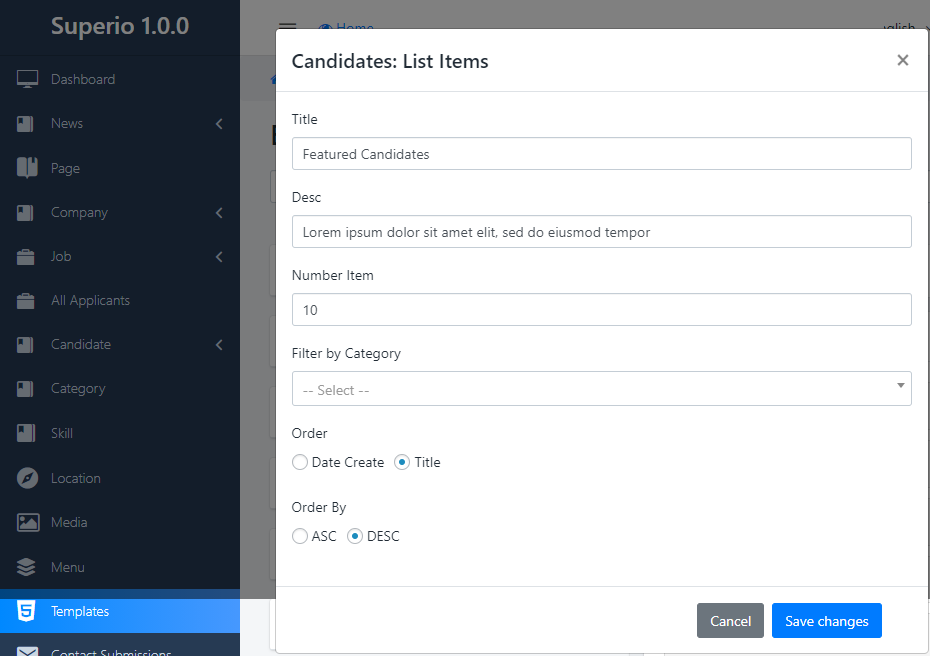 Superio 1.0.0
Dashboard
News
Page
Company
Job
All Applicants
Candidate
Category
Skill
Location
Media
Menu
Templates
Contact Submissions
Home
Candidates: List Items
×
Title
Featured Candidates
Desc
Lorem ipsum dolor sit amet elit, sed do eiusmod tempor
Number Item
10
Filter by Category
-- Select --
Order
Date Create Title
Order By
ASC DESC
Cancel Save changes